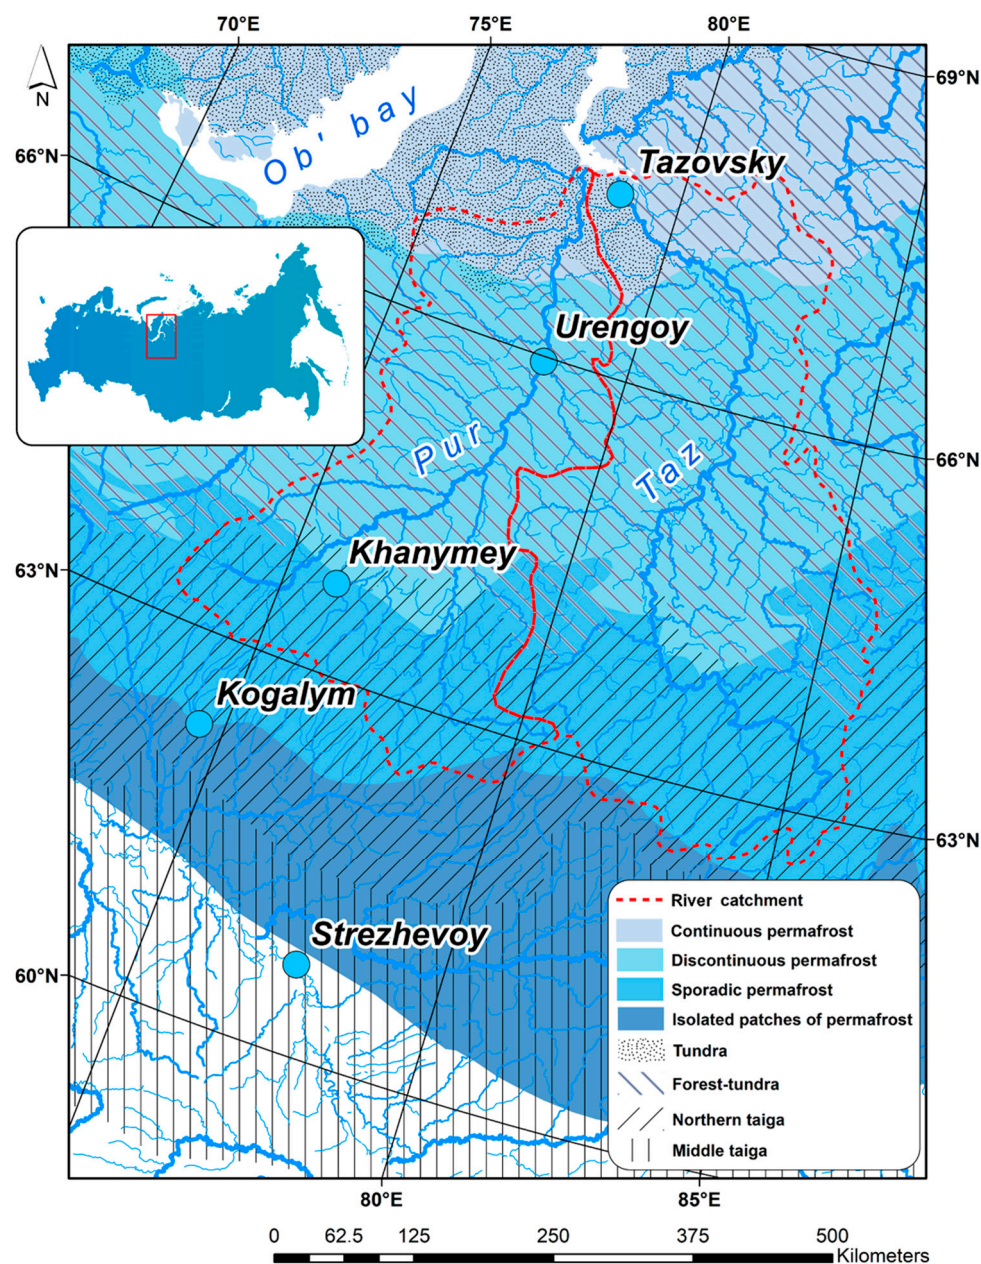 70°E
75°E
80°E
N
69°N
66°N
Ob' bay
Tazovsky
Urengoy
Pur
Taz
66°N
Khanymey
63°N
Kogalym
63°N
Strezhevoy
60°N
River catchment
Continuous permafrost
Discontinuous permafrost
Sporadic permafrost
Isolated patches of permafrost
Tundra
Forest-tundra
Northern taiga
Middle taiga
80°E
85°E
0 62.5 125 250 375 500
Kilometers